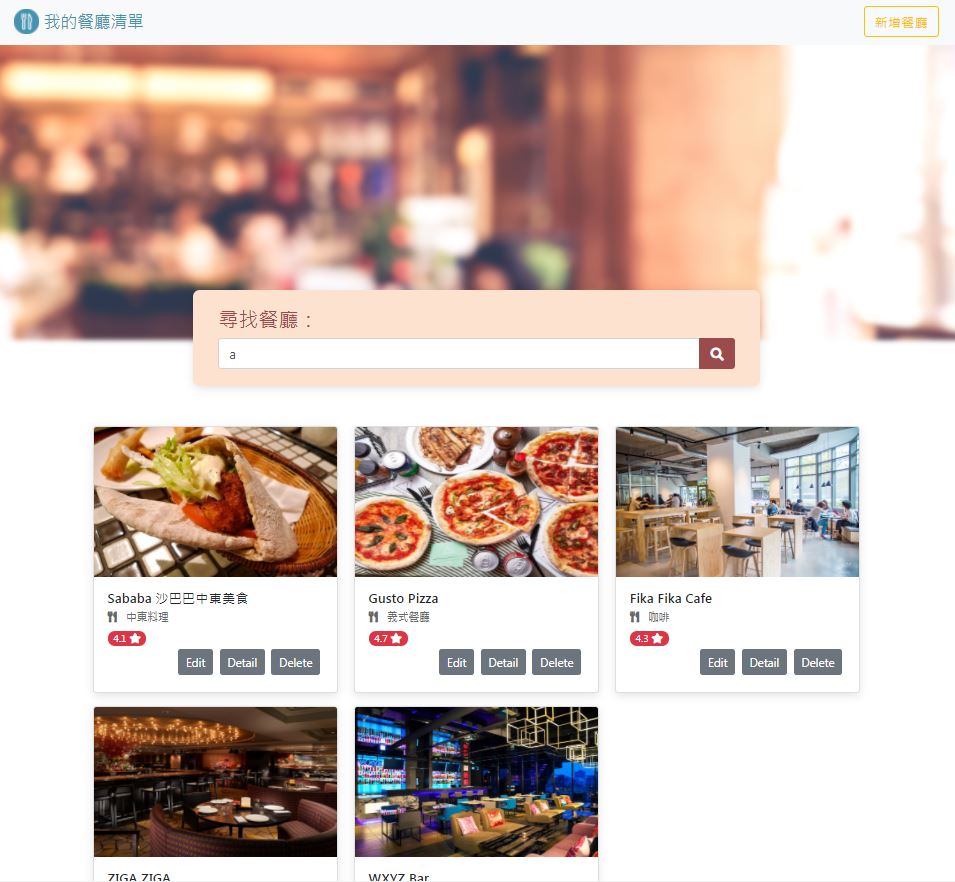 我的餐廳清單
新增餐廳
尋找餐廳：
a
Sababa 沙巴巴中東美食
中東料理
4.1
Edit Detail Delete
Gusto Pizza
義式餐廳
4.7
Edit Detail Delete
Fika Fika Cafe
咖啡
4.3
Edit Detail Delete
ZIGA ZIGA
WXYZ Bar